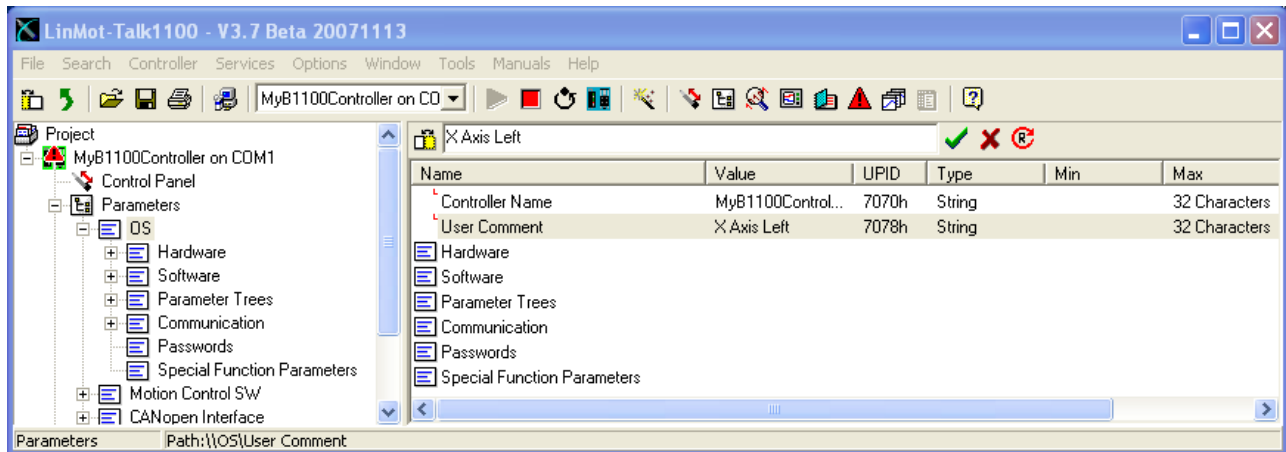 LinMot-Talk1100 - V3.7 Beta 20071113
File Search Controller Services Options Window Tools Manuals Help
MyB1100Controller on CO
Project
MyB1100Controller on COM1
Control Panel
Parameters
OS
Hardware
Software
Parameter Trees
Communication
Passwords
Special Function Parameters
Motion Control SW
CANopen Interface
X Axis Left
Name Value UPID Type Min Max
Controller Name MyB1100Control... 7070h String 32 Characters
User Comment X Axis Left 7078h String 32 Characters
Hardware
Software
Parameter Trees
Communication
Passwords
Special Function Parameters
Parameters Path:\\OS\User Comment